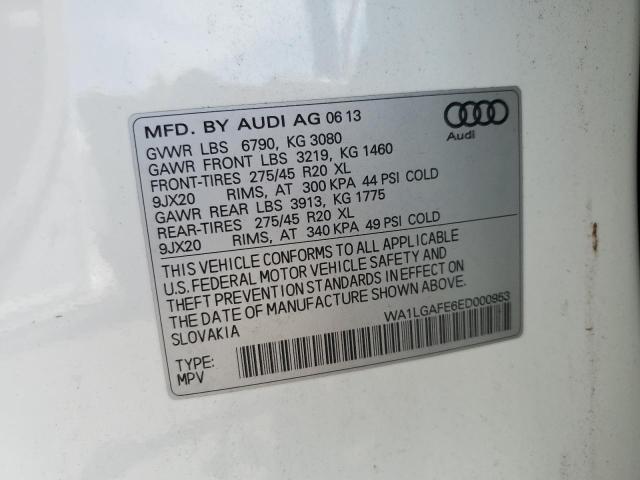 MFD. BY AUDI AG 06 13
GVWR LBS 6790, KG 3080
GAWR FRONT LBS 3219, KG 1460
FRONT-TIRES 275/45 R20 XL
9JX20 RIMS, AT 300 KPA 44 PSI COLD
GAWR REAR LBS 3913, KG 1775
REAR-TIRES 275/45 R20 XL
9JX20 RIMS, AT 340 KPA 49 PSI COLD
Audi
THIS VEHICLE CONFORMS TO ALL APPLICABLE
U.S. FEDERAL MOTOR VEHICLE SAFETY AND
THEFT PREVENTION STANDARDS IN EFFECT ON
THE DATE OF MANUFACTURE SHOWN ABOVE
SLOVAKIA
WA1LGAFE6ED000953
TYPE:
MPV